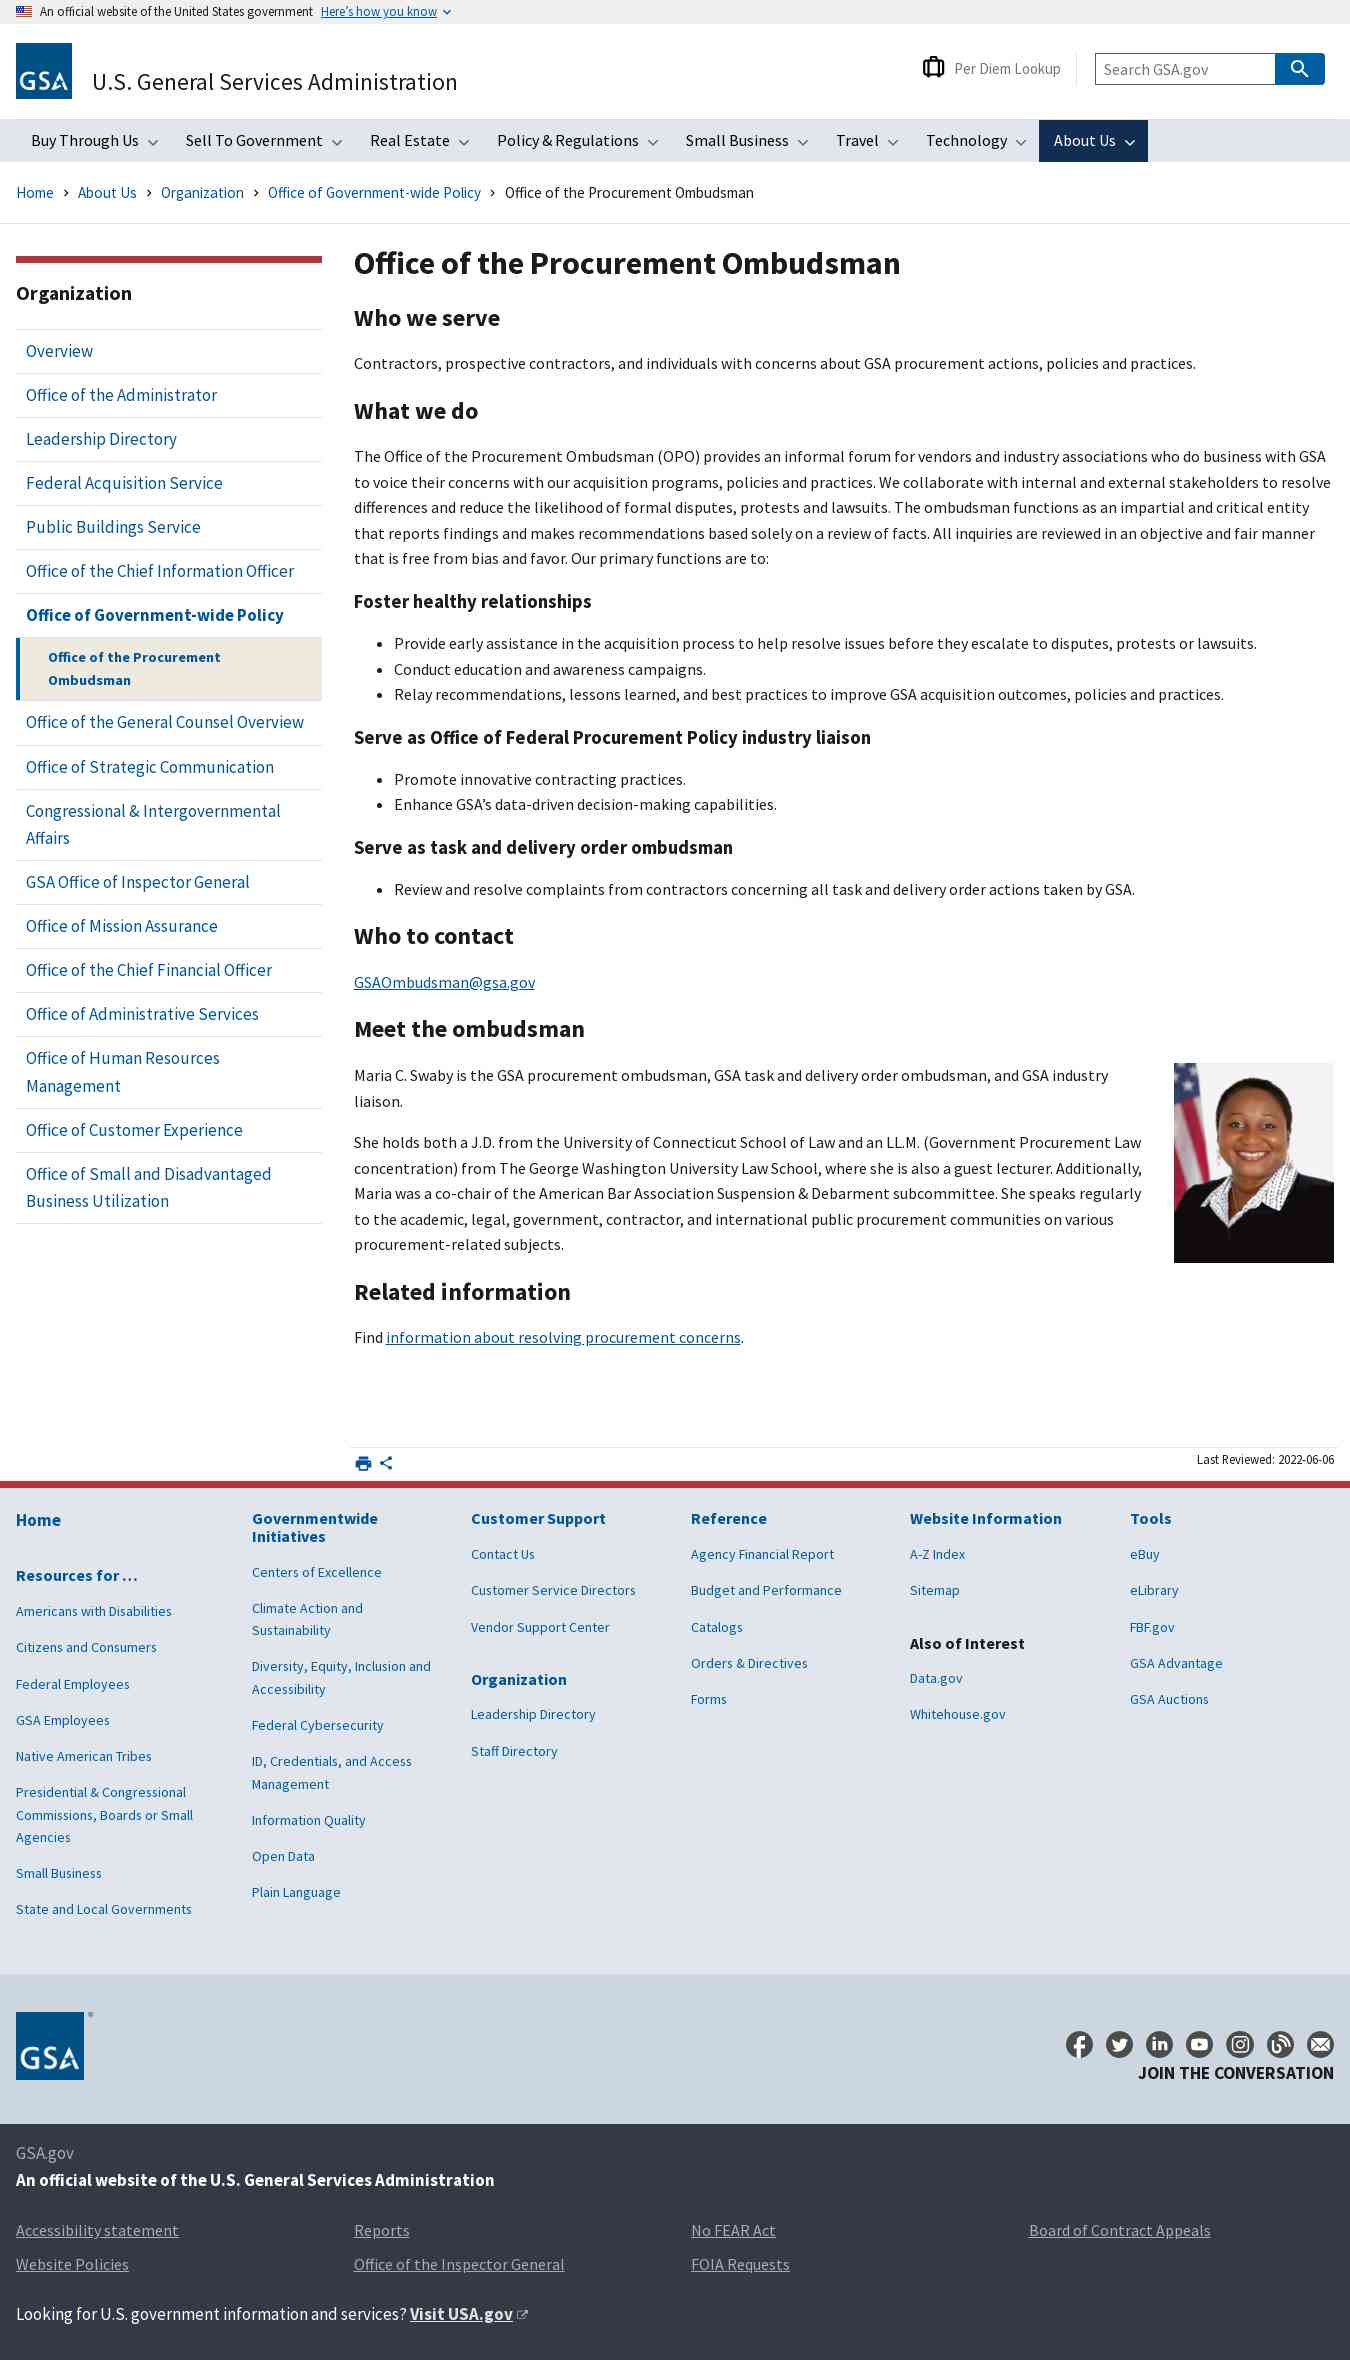 An official website of the United States government Here's how you know
GSA
U.S. General Services Administration
Per Diem Lookup
Search GSA.gov
Buy Through Us
Sell To Government
Real Estate
Policy & Regulations
Small Business
Travel
Technology
About Us
Home
About Us
Organization
Office of Government-wide Policy
Office of the Procurement Ombudsman
Organization
Overview
Office of the Administrator
Leadership Directory
Federal Acquisition Service
Public Buildings Service
Office of the Chief Information Officer
Office of Government-wide Policy
Office of the Procurement
Ombudsman
Office of the General Counsel Overview
Office of Strategic Communication
Congressional & Intergovernmental
Affairs
GSA Office of Inspector General
Office of Mission Assurance
Office of the Chief Financial Officer
Office of Administrative Services
Office of Human Resources
Management
Office of Customer Experience
Office of Small and Disadvantaged
Business Utilization
Office of the Procurement Ombudsman
Who we serve
Contractors, prospective contractors, and individuals with concerns about GSA procurement actions, policies and practices.
What we do
The Office of the Procurement Ombudsman (OPO) provides an informal forum for vendors and industry associations who do business with GSA
to voice their concerns with our acquisition programs, policies and practices. We collaborate with internal and external stakeholders to resolve
differences and reduce the likelihood of formal disputes, protests and lawsuits. The ombudsman functions as an impartial and critical entity
that reports findings and makes recommendations based solely on a review of facts. All inquiries are reviewed in an objective and fair manner
that is free from bias and favor. Our primary functions are to:
Foster healthy relationships
Provide early assistance in the acquisition process to help resolve issues before they escalate to disputes, protests or lawsuits.
Conduct education and awareness campaigns.
Relay recommendations, lessons learned, and best practices to improve GSA acquisition outcomes, policies and practices.
Serve as Office of Federal Procurement Policy industry liaison
Promote innovative contracting practices.
Enhance GSA's data-driven decision-making capabilities.
Serve as task and delivery order ombudsman
Review and resolve complaints from contractors concerning all task and delivery order actions taken by GSA.
Who to contact
GSAOmbudsman@gsa.gov
Meet the ombudsman
Maria C. Swaby is the GSA procurement ombudsman, GSA task and delivery order ombudsman, and GSA industry
liaison.
She holds both a J.D. from the University of Connecticut School of Law and an LL.M. (Government Procurement Law
concentration) from The George Washington University Law School, where she is also a guest lecturer. Additionally,
Maria was a co-chair of the American Bar Association Suspension & Debarment subcommittee. She speaks regularly
to the academic, legal, government, contractor, and international public procurement communities on various
procurement-related subjects.
Related information
Find information about resolving procurement concerns.
Last Reviewed: 2022-06-06
Home
Resources for …
Americans with Disabilities
Citizens and Consumers
Federal Employees
GSA Employees
Native American Tribes
Presidential & Congressional
Commissions, Boards or Small
Agencies
Small Business
State and Local Governments
Governmentwide
Initiatives
Centers of Excellence
Climate Action and
Sustainability
Diversity, Equity, Inclusion and
Accessibility
Federal Cybersecurity
ID, Credentials, and Access
Management
Information Quality
Open Data
Plain Language
Customer Support
Contact Us
Customer Service Directors
Vendor Support Center
Organization
Leadership Directory
Staff Directory
Reference
Agency Financial Report
Budget and Performance
Catalogs
Orders & Directives
Forms
Website Information
A-Z Index
Sitemap
Also of Interest
Data.gov
Whitehouse.gov
Tools
eBuy
eLibrary
FBF.gov
GSA Advantage
GSA Auctions
GSA
JOIN THE CONVERSATION
GSA.gov
An official website of the U.S. General Services Administration
Accessibility statement
Reports
No FEAR Act
Board of Contract Appeals
Website Policies
Office of the Inspector General
FOIA Requests
Looking for U.S. government information and services? Visit USA.gov